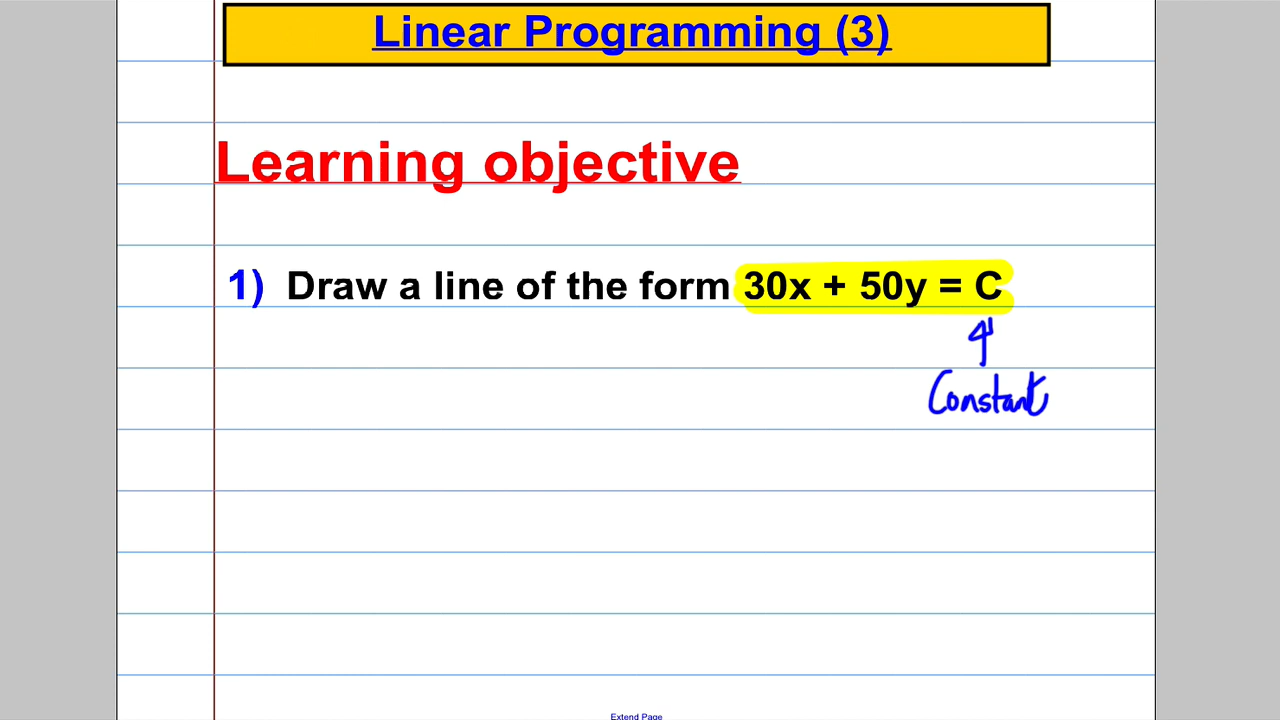 Linear Programming (3)
Learning objective
1) Draw a line of the form 30x + 50y = C
Constant
Extend Page